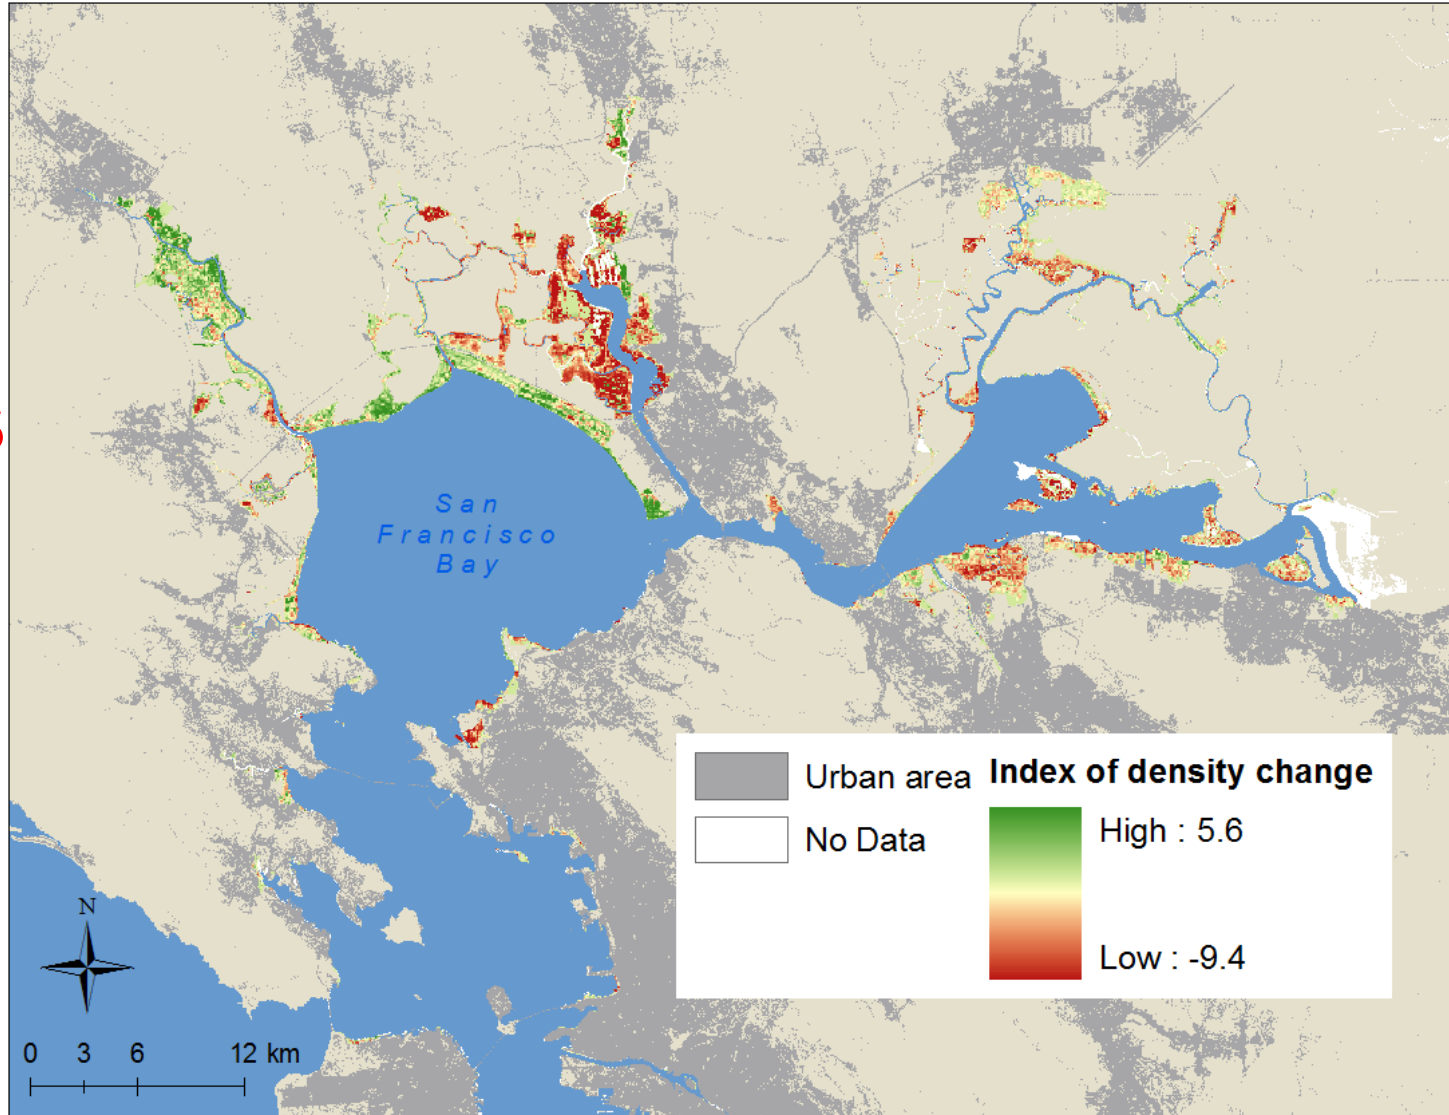 San
Francisco
Bay
Urban area
No Data
Index of density change
High : 5.6
Low : -9.4
N
0 3 6 12 km